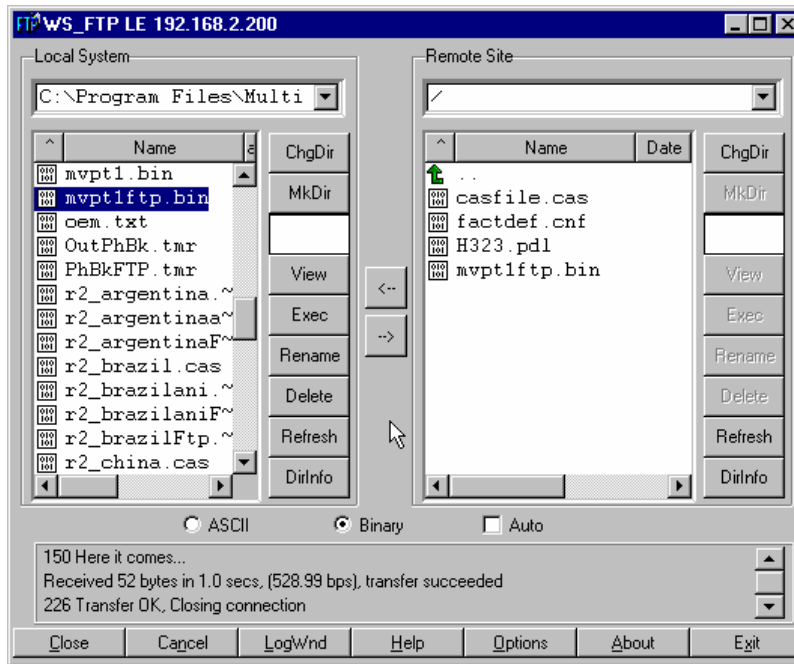 WS_FTP LE 192.168.2.200
Local System
C:\Program Files\Multi
^ Name
mvpt1.bin
mvpt1ftp.bin
oem.txt
OutPhBk.tmr
PhBkFTP.tmr
r2_argentina.~
r2_argentinaa~
r2_argentinaF~
r2_brazil.cas
r2_brazilani.~
r2_brazilaniF~
r2_brazilFtp.~
r2_china.cas
ChgDir
MkDir
View
Exec
Rename
Delete
Refresh
DirInfo
<--
-->
Remote Site
/
^ Name Date
..
casfile.cas
factdef.cnf
H323.pdl
mvpt1ftp.bin
ChgDir
MkDir
View
Exec
Rename
Delete
Refresh
DirInfo
ASCII Binary Auto
150 Here it comes...
Received 52 bytes in 1.0 secs, (528.99 bps), transfer succeeded
226 Transfer OK, Closing connection
Close Cancel LogWnd Help Options About Exit